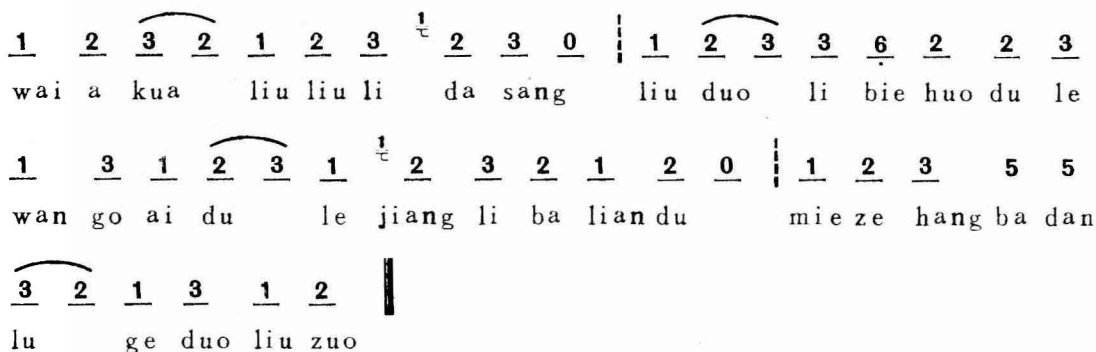 1 2 3 2 1 2 3 1 2 3 0 1 2 3 3 6 2 2 3
wai a kua liu liu li da sang liu duo li bie huo du le
1 3 1 2 3 1 1 2 3 2 1 2 0 1 2 3 5 5
wan go ai du le jiang li ba lian du mie ze hang ba dan
3 2 1 3 1 2
lu ge duo liu zuo